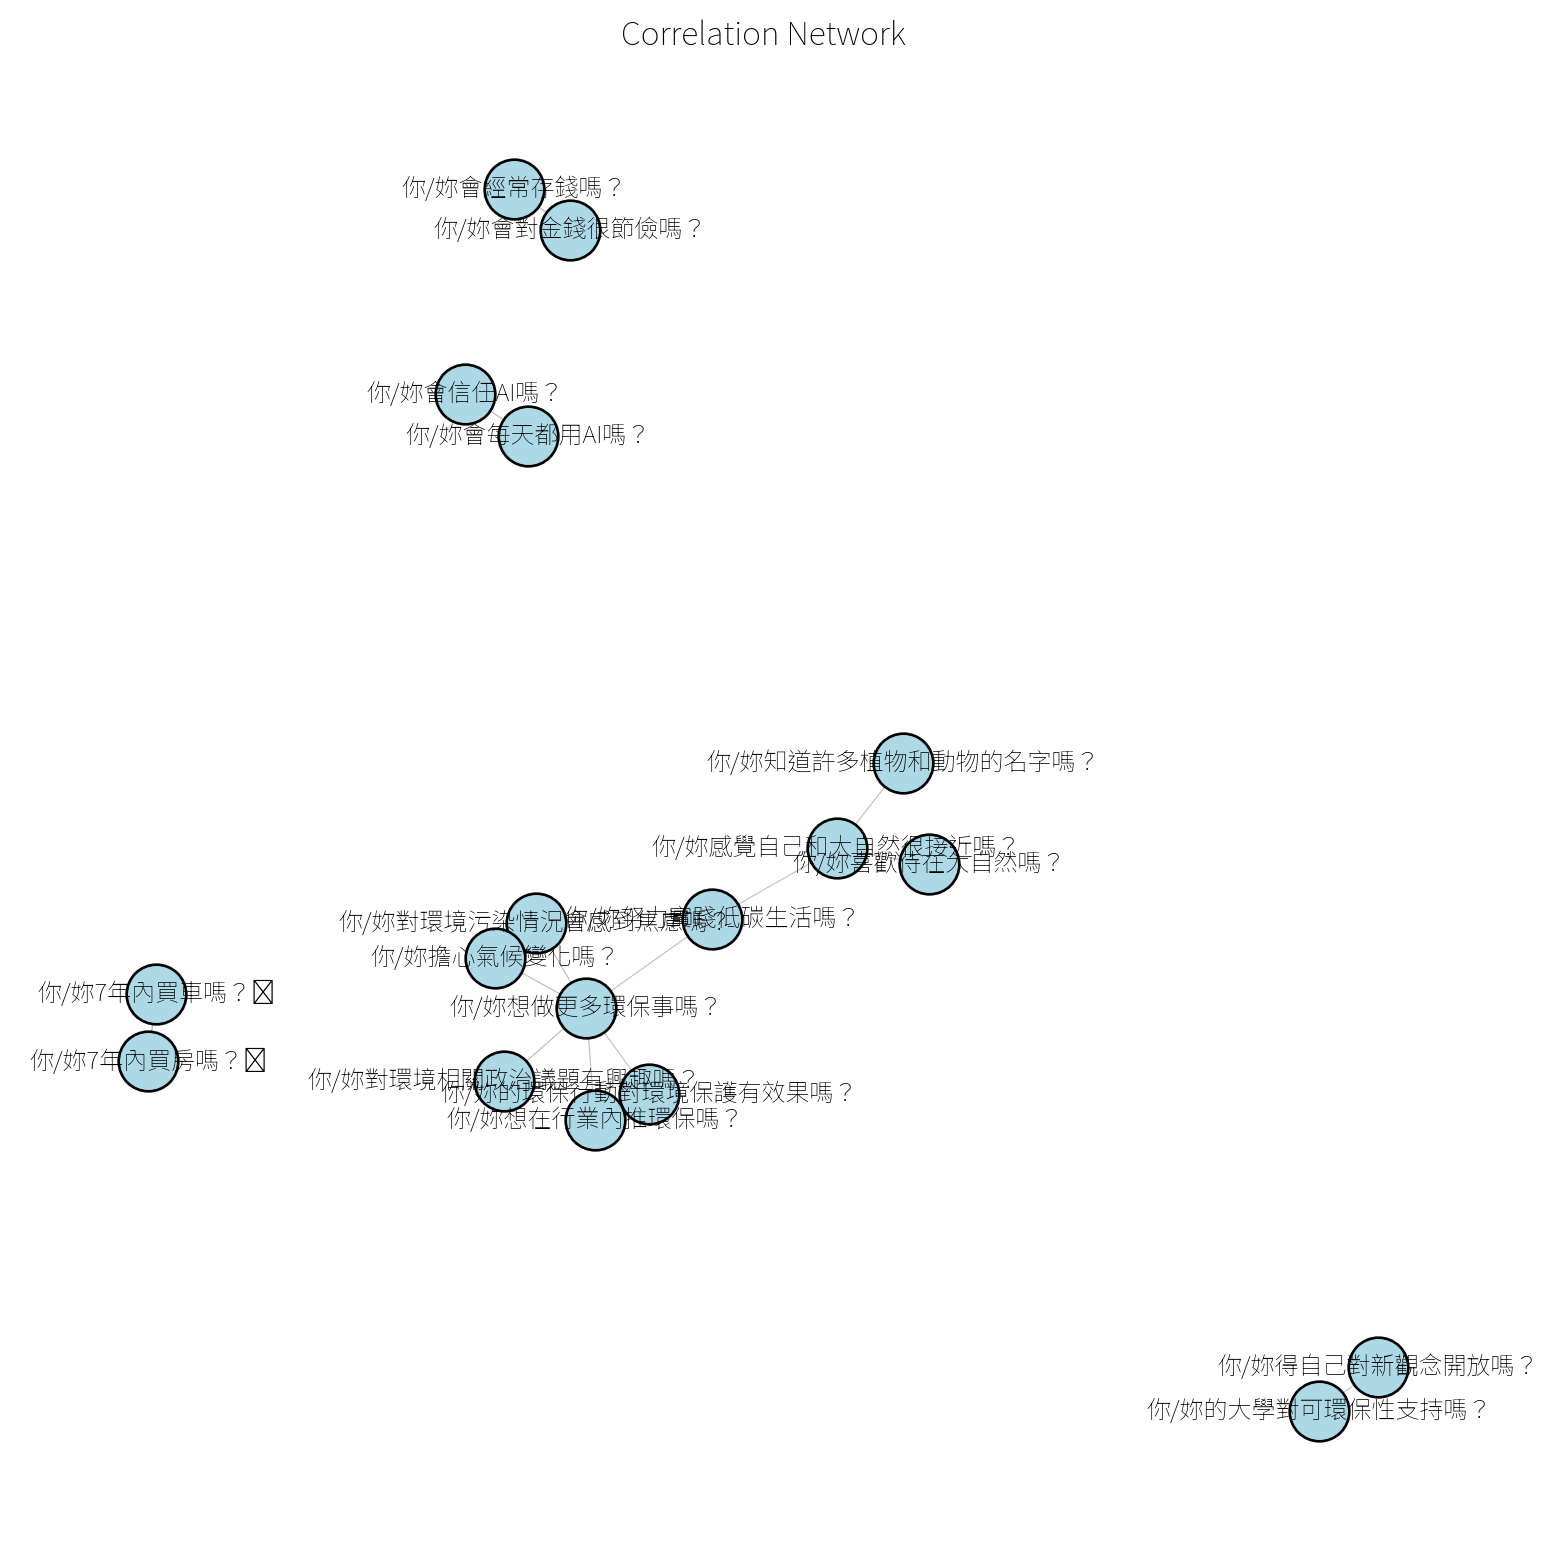 Correlation Network
你/妳會經常存錢嗎？
你/妳會對金錢很節儉嗎？
你/妳會信任AI嗎？
你/妳會每天都用AI嗎？
你/妳知道許多植物和動物的名字嗎？
你/妳感覺自己和大自然很接近嗎？
你/妳喜歡待在大自然嗎？
你/妳努力實踐低碳生活嗎？
你/妳對環境污染情況會感到焦慮嗎？
你/妳擔心氣候變化嗎？
你/妳7年內買車嗎？
你/妳想做更多環保事嗎？
你/妳7年內買房嗎？
你/妳對環境相關政治議題有興趣嗎？
你/妳的環保行動對環境保護有效果嗎？
你/妳想在行業內推環保嗎？
你/妳得自己對新觀念開放嗎？
你/妳的大學對可環保性支持嗎？